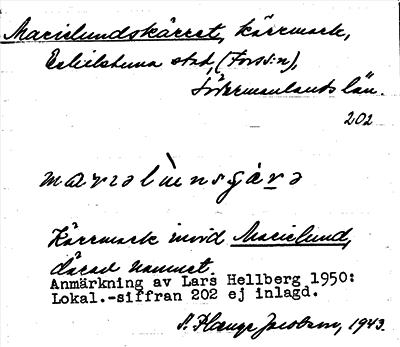 Marielundskärret, kärrmark,
Eskilstuna stad, (Fors s:n),
Södermanlands län.
202
Kärrmark invid Marielund,
därav namnet.
Anmärkning av Lars Hellberg 1950:
Lokal.-siffran 202 ej inlagd.
Jacobson, 1943.